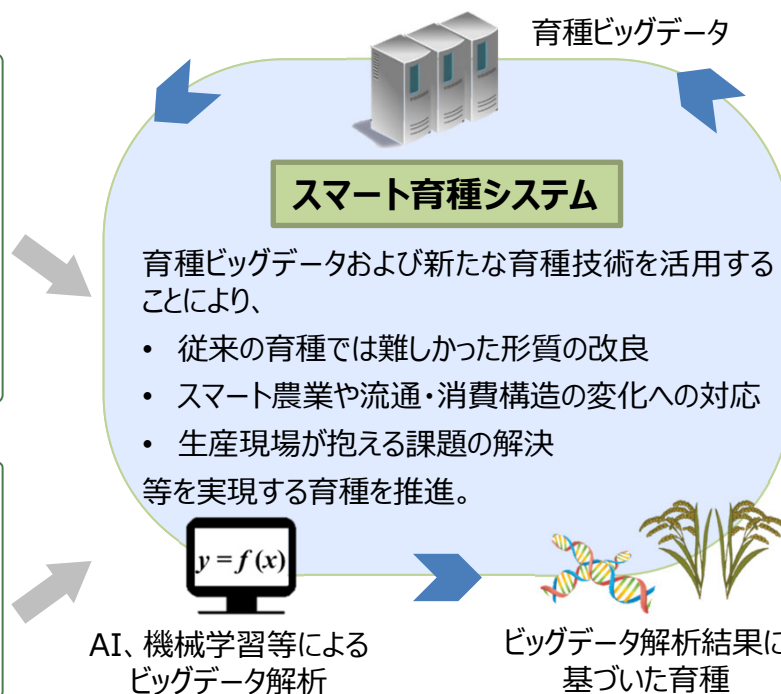 育種ビッグデータ
スマート育種システム
育種ビッグデータおよび新たな育種技術を活用する
ことにより、
• 従来の育種では難しかった形質の改良
• スマート農業や流通・消費構造の変化への対応
• 生産現場が抱える課題の解決
等を実現する育種を推進。
y = f (x)
AI、機械学習等による
ビッグデータ解析
ビッグデータ解析結果に
基づいた育種